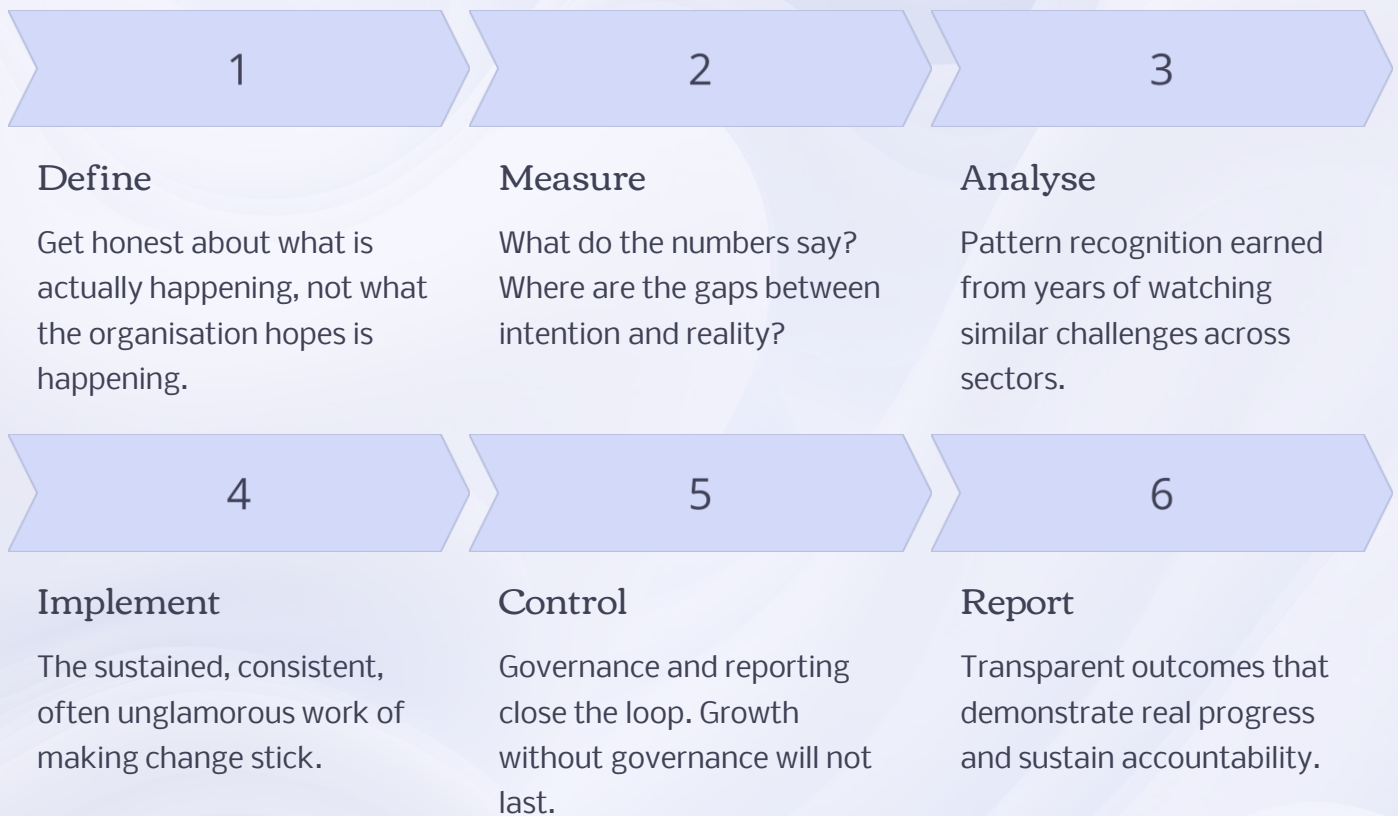 1
2
3
Define
Get honest about what is
actually happening, not what
the organisation hopes is
happening.
Measure
What do the numbers say?
Where are the gaps between
intention and reality?
Analyse
Pattern recognition earned
from years of watching
similar challenges across
sectors.
4
5
6
Implement
The sustained, consistent,
often unglamorous work of
making change stick.
Control
Governance and reporting
close the loop. Growth
without governance will not
last.
Report
Transparent outcomes that
demonstrate real progress
and sustain accountability.